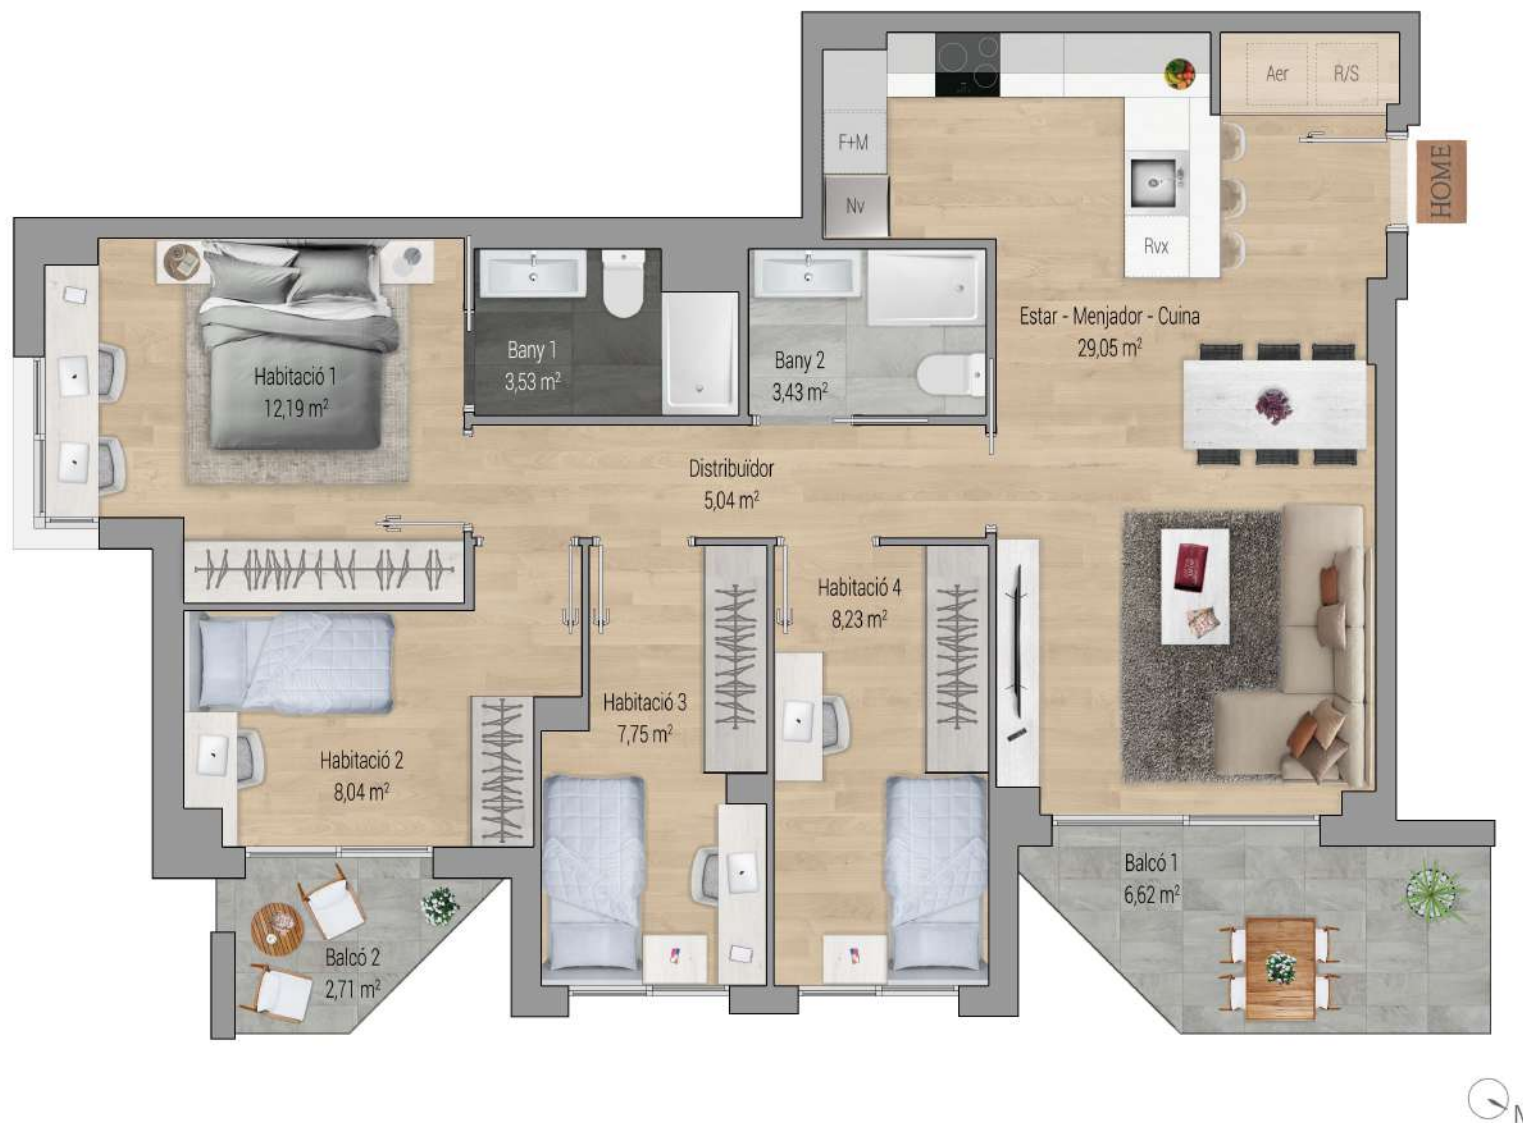 Aer
R/S
F+M
HOME
Nv
Rvx
Estar - Menjador - Cuina
29,05 m²
Bany 1
3,53 m²
Bany 2
3,43 m²
Habitació 1
12,19 m²
Distribuïdor
5,04 m²
Habitació 4
8,23 m²
Habitació 3
7,75 m²
Habitació 2
8,04 m²
Balcó 1
6,62 m²
Balcó 2
2,71 m²